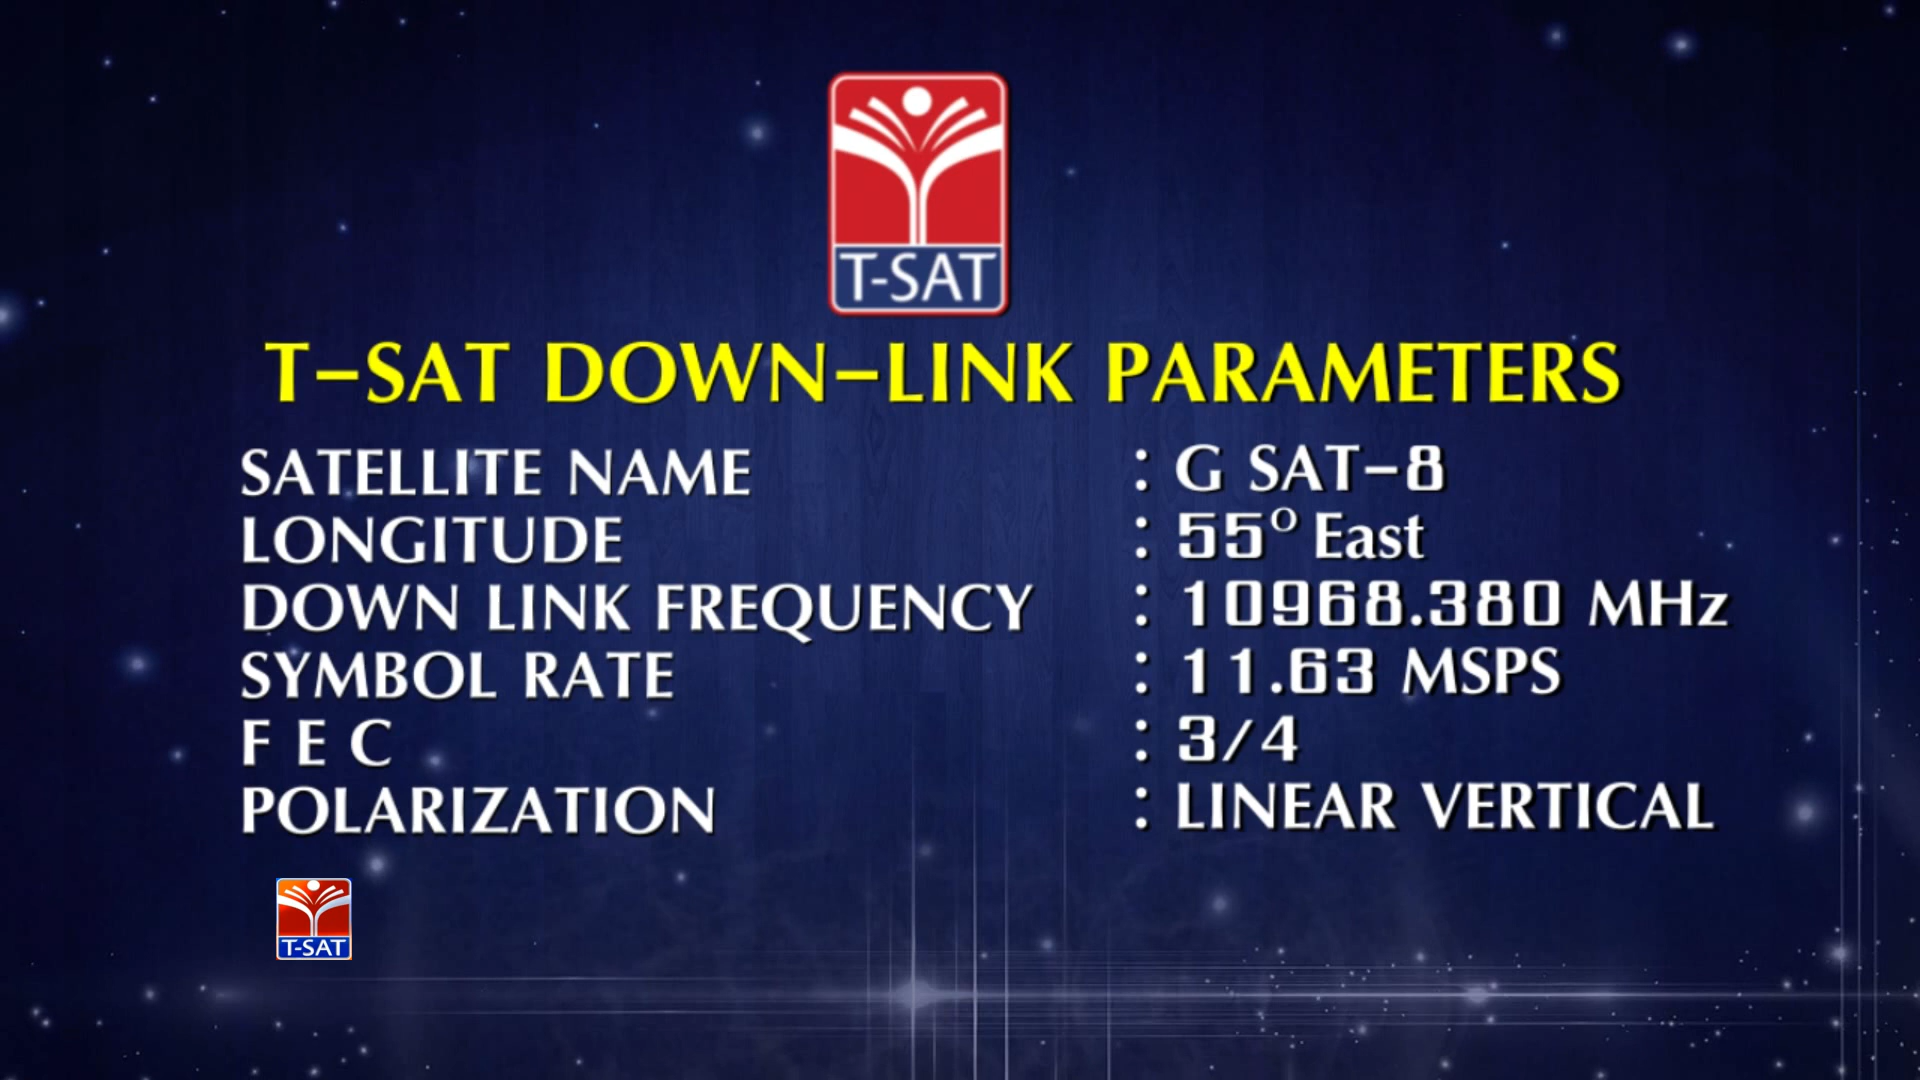 T-SAT
T-SAT DOWN-LINK PARAMETERS
SATELLITE NAME : G SAT-8
LONGITUDE : 55° East
DOWN LINK FREQUENCY : 10968.380 MHz
SYMBOL RATE : 11.63 MSPS
F E C : 3/4
POLARIZATION : LINEAR VERTICAL
T-SAT